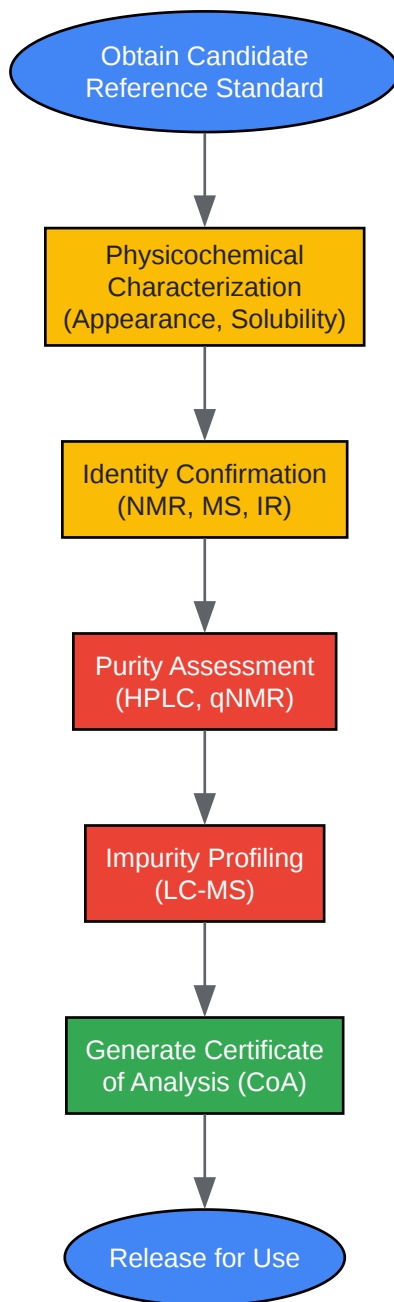 Obtain Candidate
Reference Standard
Physicochemical
Characterization
(Appearance, Solubility)
Identity Confirmation
(NMR, MS, IR)
Purity Assessment
(HPLC, qNMR)
Impurity Profiling
(LC-MS)
Generate Certificate
of Analysis (CoA)
Release for Use